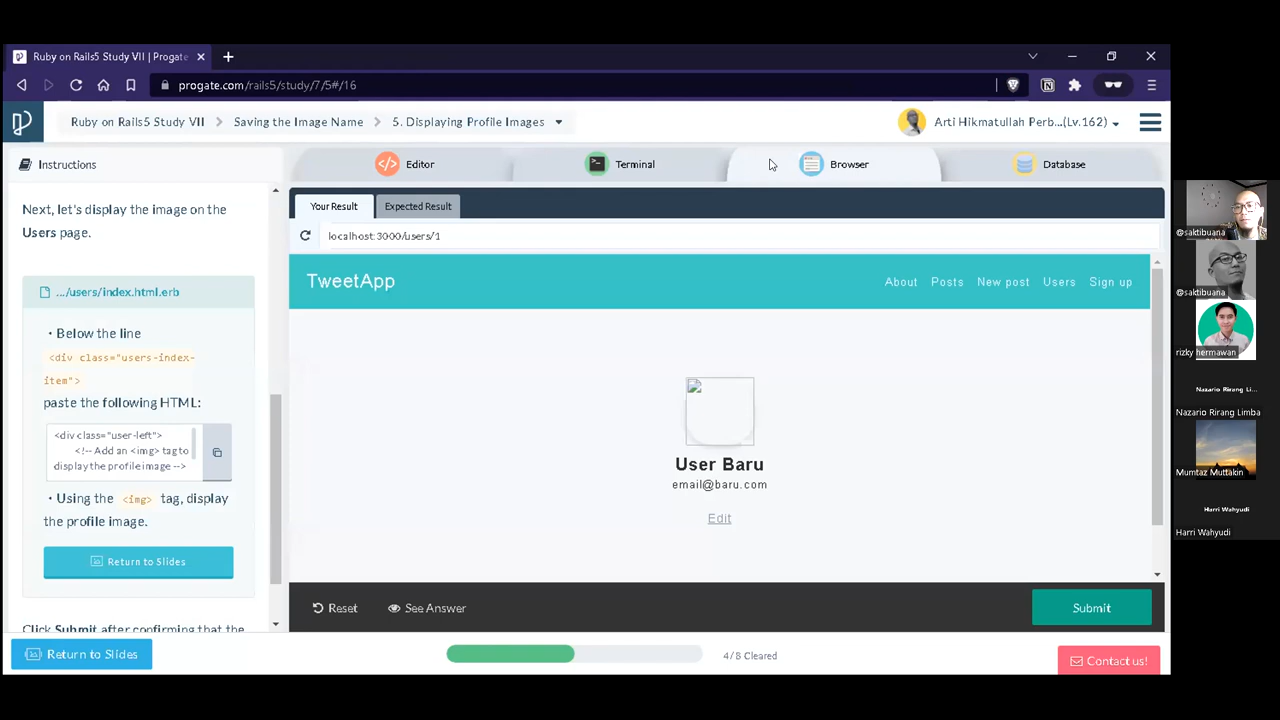 Ruby on Rails5 Study VII | Progate
progate.com/rails5/study/7/5#/16
Ruby on Rails5 Study VII
Saving the Image Name
5. Displaying Profile Images
Arti Hikmatullah Perb...(Lv.162)
Instructions
Editor
Terminal
Browser
Database
Next, let's display the image on the
Users page.
.../users/index.html.erb
・Below the line
<div class="users-index-
item">
paste the following HTML:
<div class="user-left">
<!-- Add an <img> tag to
display the profile image -->
・Using the <img> tag, display
the profile image.
Return to Slides
Click Submit after confirming that the
Your Result
Expected Result
localhost:3000/users/1
TweetApp
About
Posts
New post
Users
Sign up
User Baru
email@baru.com
Edit
Reset
See Answer
Submit
Return to Slides
4/8 Cleared
Contact us!
@saktibuana
@saktibuana
rizky hermawan
Nazario Rirang Li...
Nazario Rirang Limba
Mumtaz Muttakin
Harri Wahyudi
Harri Wahyudi